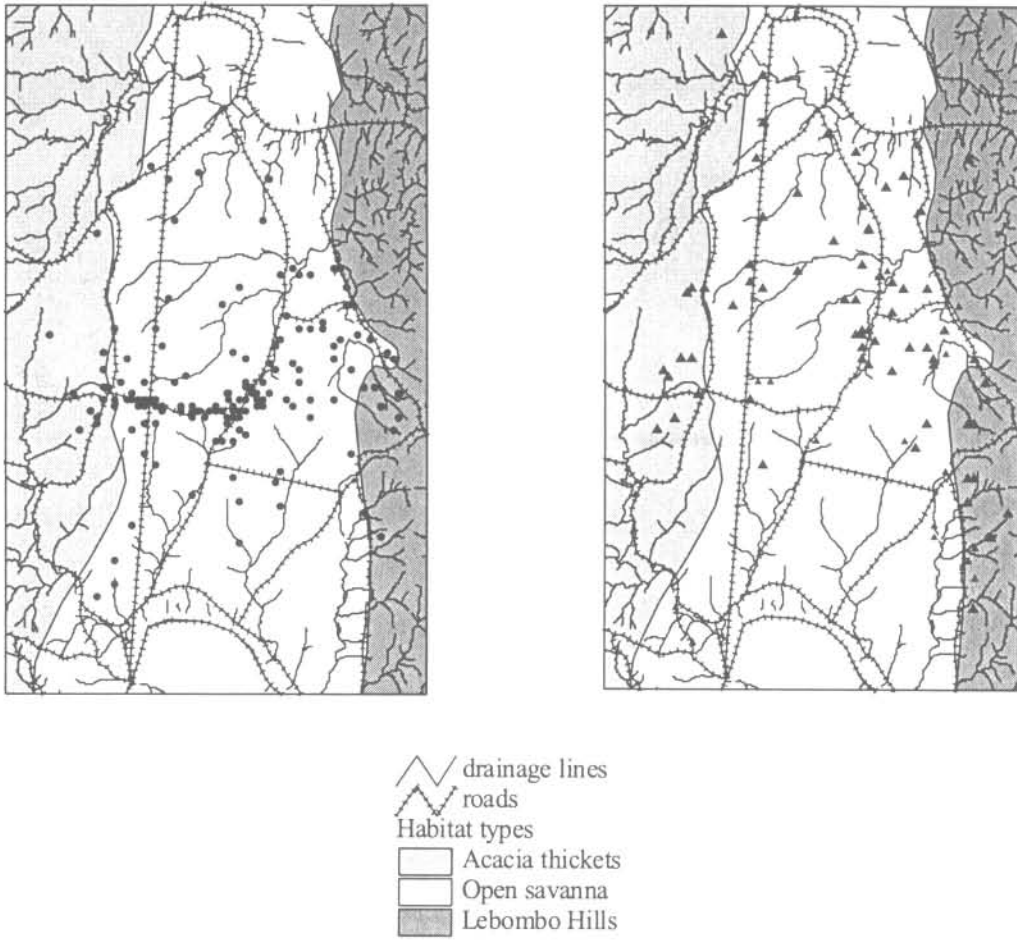 drainage lines
roads
Habitat types
Acacia thickets
Open savanna
Lebombo Hills